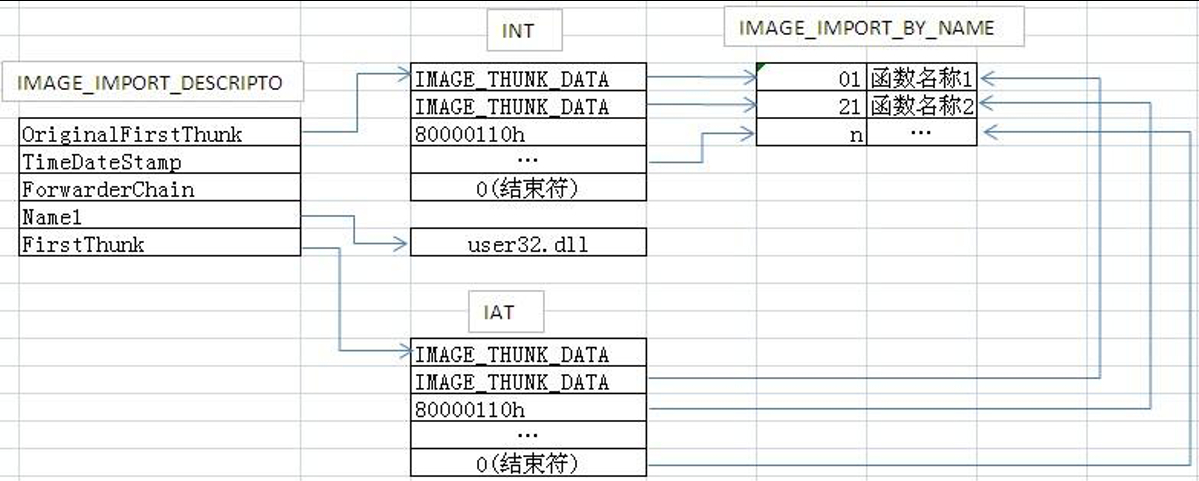 INT
IMAGE_IMPORT_BY_NAME
IMAGE_IMPORT_DESCRIPTO
IMAGE_THUNK_DATA
01 函数名称1
IMAGE_THUNK_DATA
21 函数名称2
OriginalFirstThunk
80000110h
n …
TimeDateStamp
…
ForwarderChain
0(结束符)
Name1
FirstThunk
user32.dll
IAT
IMAGE_THUNK_DATA
IMAGE_THUNK_DATA
80000110h
…
0(结束符)